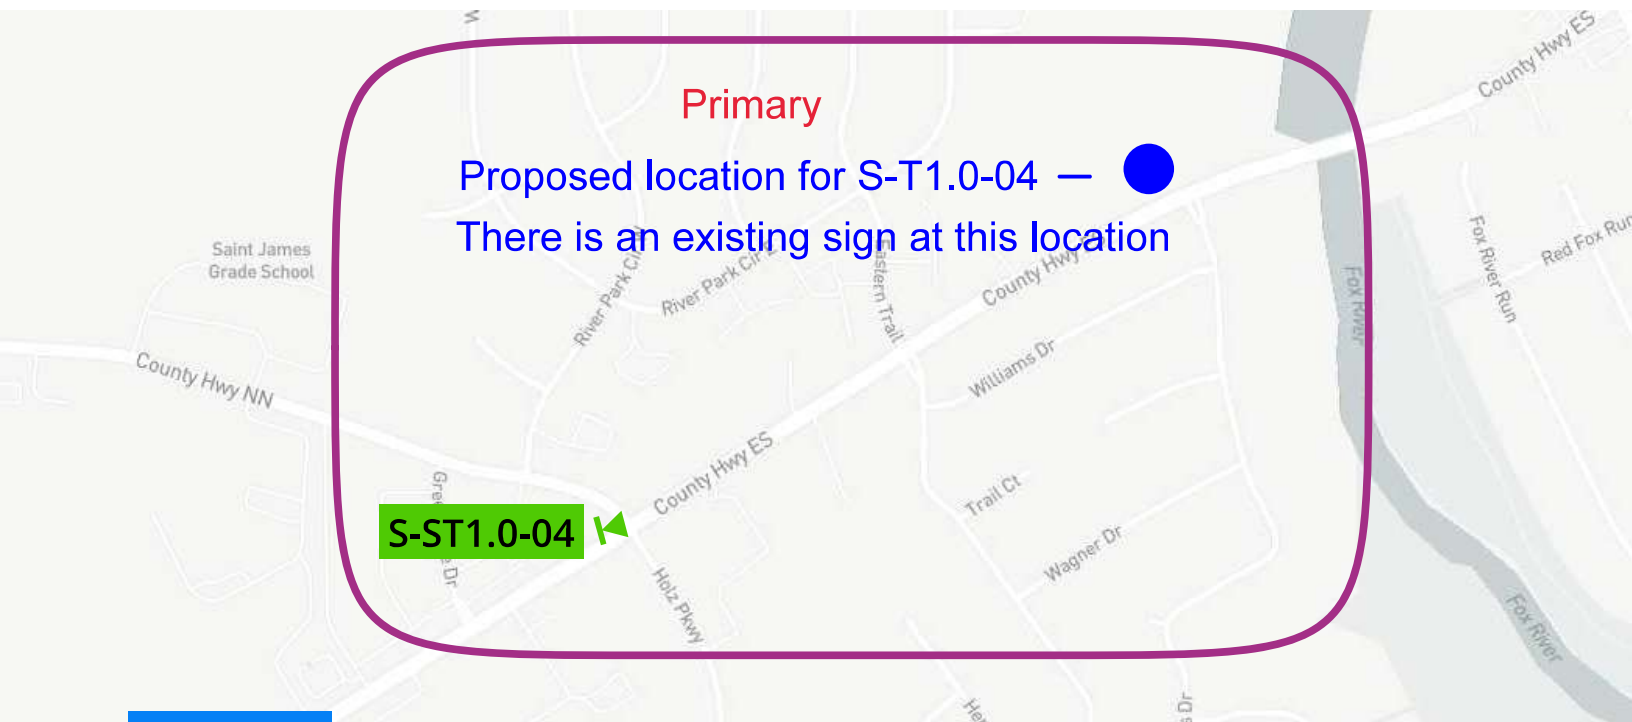 W
County Hwy ES
Primary
Proposed location for S-T1.0-04 —
There is an existing sign at this location
Saint James
Grade School
River Park Cir W
River Park Cir E
Eastern Trail
County Hwy ES
Fox River Run
Red Fox Run
Fox River
County Hwy NN
Williams Dr
County Hwy ES
Trail Ct
S-ST1.0-04
Wagner Dr
Holz Pkwy
Fox River